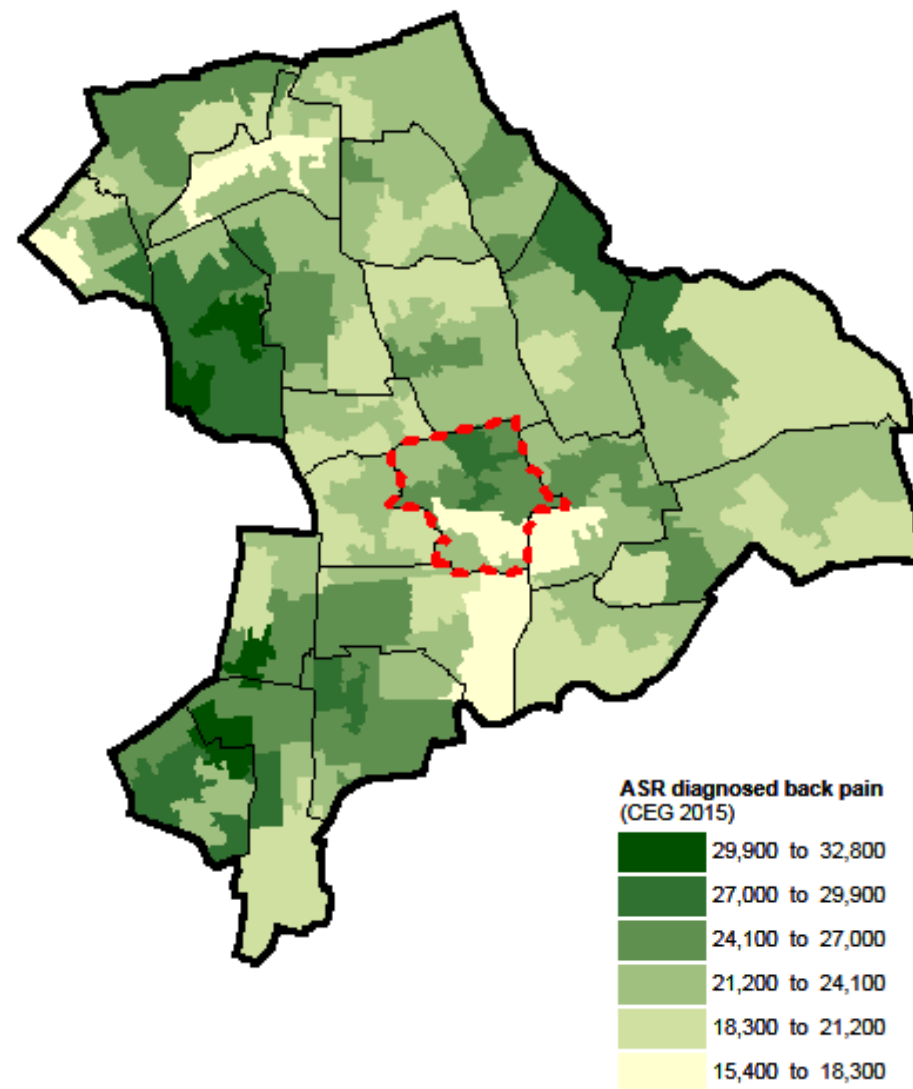 ASR diagnosed back pain
(CEG 2015)
29,900 to 32,800
27,000 to 29,900
24,100 to 27,000
21,200 to 24,100
18,300 to 21,200
15,400 to 18,300